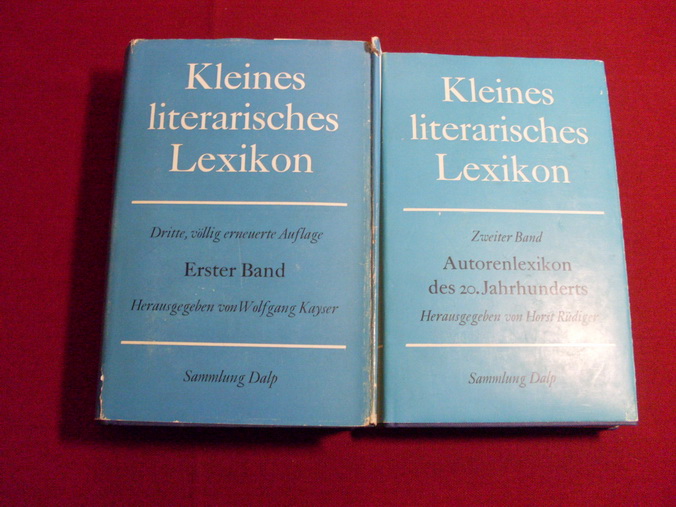 Kleines
literarisches
Lexikon
Dritte, völlig erneuerte Auflage
Erster Band
Herausgegeben von Wolfgang Kayser
Sammlung Dalp
Kleines
literarisches
Lexikon
Zweiter Band
Autorenlexikon
des 20. Jahrhunderts
Herausgegeben von Horst Rüdiger
Sammlung Dalp